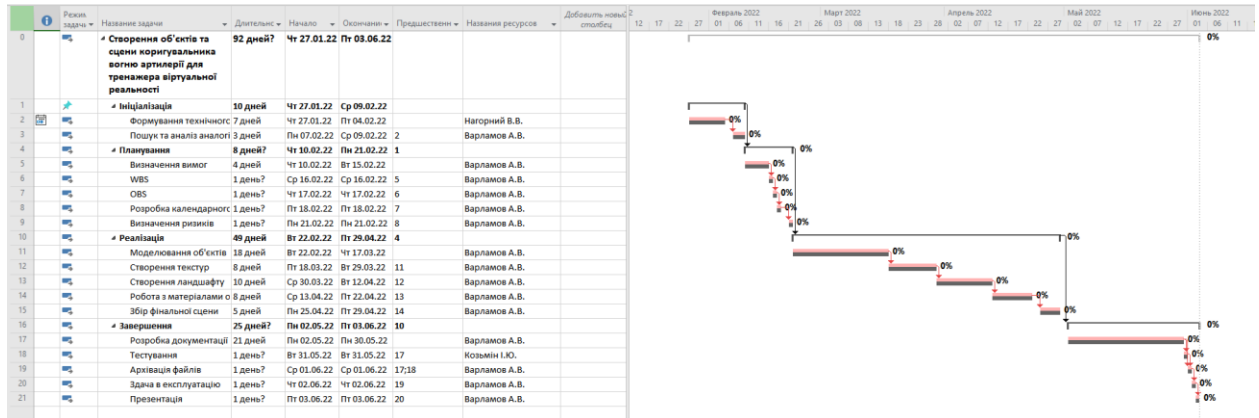 Режим задачи Название задачи Длительнс Начало Окончани Предшественн Названия ресурсов Добавить новый столбец
2 Февраль 2022 Март 2022 Апрель 2022 Май 2022 Июнь 2022
12 17 22 27 01 06 11 16 21 26 03 08 13 18 23 28 02 07 12 17 22 27 02 07 12 17 22 27 01 06 11
0 Створення об'єктів та сцени коригувальника вогню артилерії для тренажера віртуальної реальності 92 дней? Чт 27.01.22 Пт 03.06.22 0%
1 Ініціалізація 10 дней Чт 27.01.22 Ср 09.02.22
2 Формування технічногс 7 дней Чт 27.01.22 Пт 04.02.22 Нагорний В.В. 0%
3 Пошук та аналіз аналогі 3 дней Пн 07.02.22 Ср 09.02.22 2 Варламов А.В. 0%
4 Планування 8 дней? Чт 10.02.22 Пн 21.02.22 1 0%
5 Визначення вимог 4 дней Чт 10.02.22 Вт 15.02.22 Варламов А.В. 0%
6 WBS 1 день? Ср 16.02.22 Ср 16.02.22 5 Варламов А.В. 0%
7 OBS 1 день? Чт 17.02.22 Чт 17.02.22 6 Варламов А.В. 0%
8 Розробка календарногс 1 день? Пт 18.02.22 Пт 18.02.22 7 Варламов А.В. 0%
9 Визначення ризиків 1 день? Пн 21.02.22 Пн 21.02.22 8 Варламов А.В. 0%
10 Реалізація 49 дней Вт 22.02.22 Пт 29.04.22 4 0%
11 Моделювання об'єктів 18 дней Вт 22.02.22 Чт 17.03.22 Варламов А.В. 0%
12 Створення текстур 8 дней Пт 18.03.22 Вт 29.03.22 11 Варламов А.В. 0%
13 Створення ландшафту 10 дней Ср 30.03.22 Вт 12.04.22 12 Варламов А.В. 0%
14 Робота з матеріалами о 8 дней Ср 13.04.22 Пт 22.04.22 13 Варламов А.В. 0%
15 Збір фінальної сцени 5 дней Пн 25.04.22 Пт 29.04.22 14 Варламов А.В. 0%
16 Завершення 25 дней? Пн 02.05.22 Пт 03.06.22 10 0%
17 Розробка документації 21 дней Пн 02.05.22 Пн 30.05.22 Варламов А.В. 0%
18 Тестування 1 день? Вт 31.05.22 Вт 31.05.22 17 Козьмін І.Ю. 0%
19 Архівація файлів 1 день? Ср 01.06.22 Ср 01.06.22 17;18 Варламов А.В. 0%
20 Здача в експлуатацію 1 день? Чт 02.06.22 Чт 02.06.22 19 Варламов А.В. 0%
21 Презентація 1 день? Пт 03.06.22 Пт 03.06.22 20 Варламов А.В. 0%